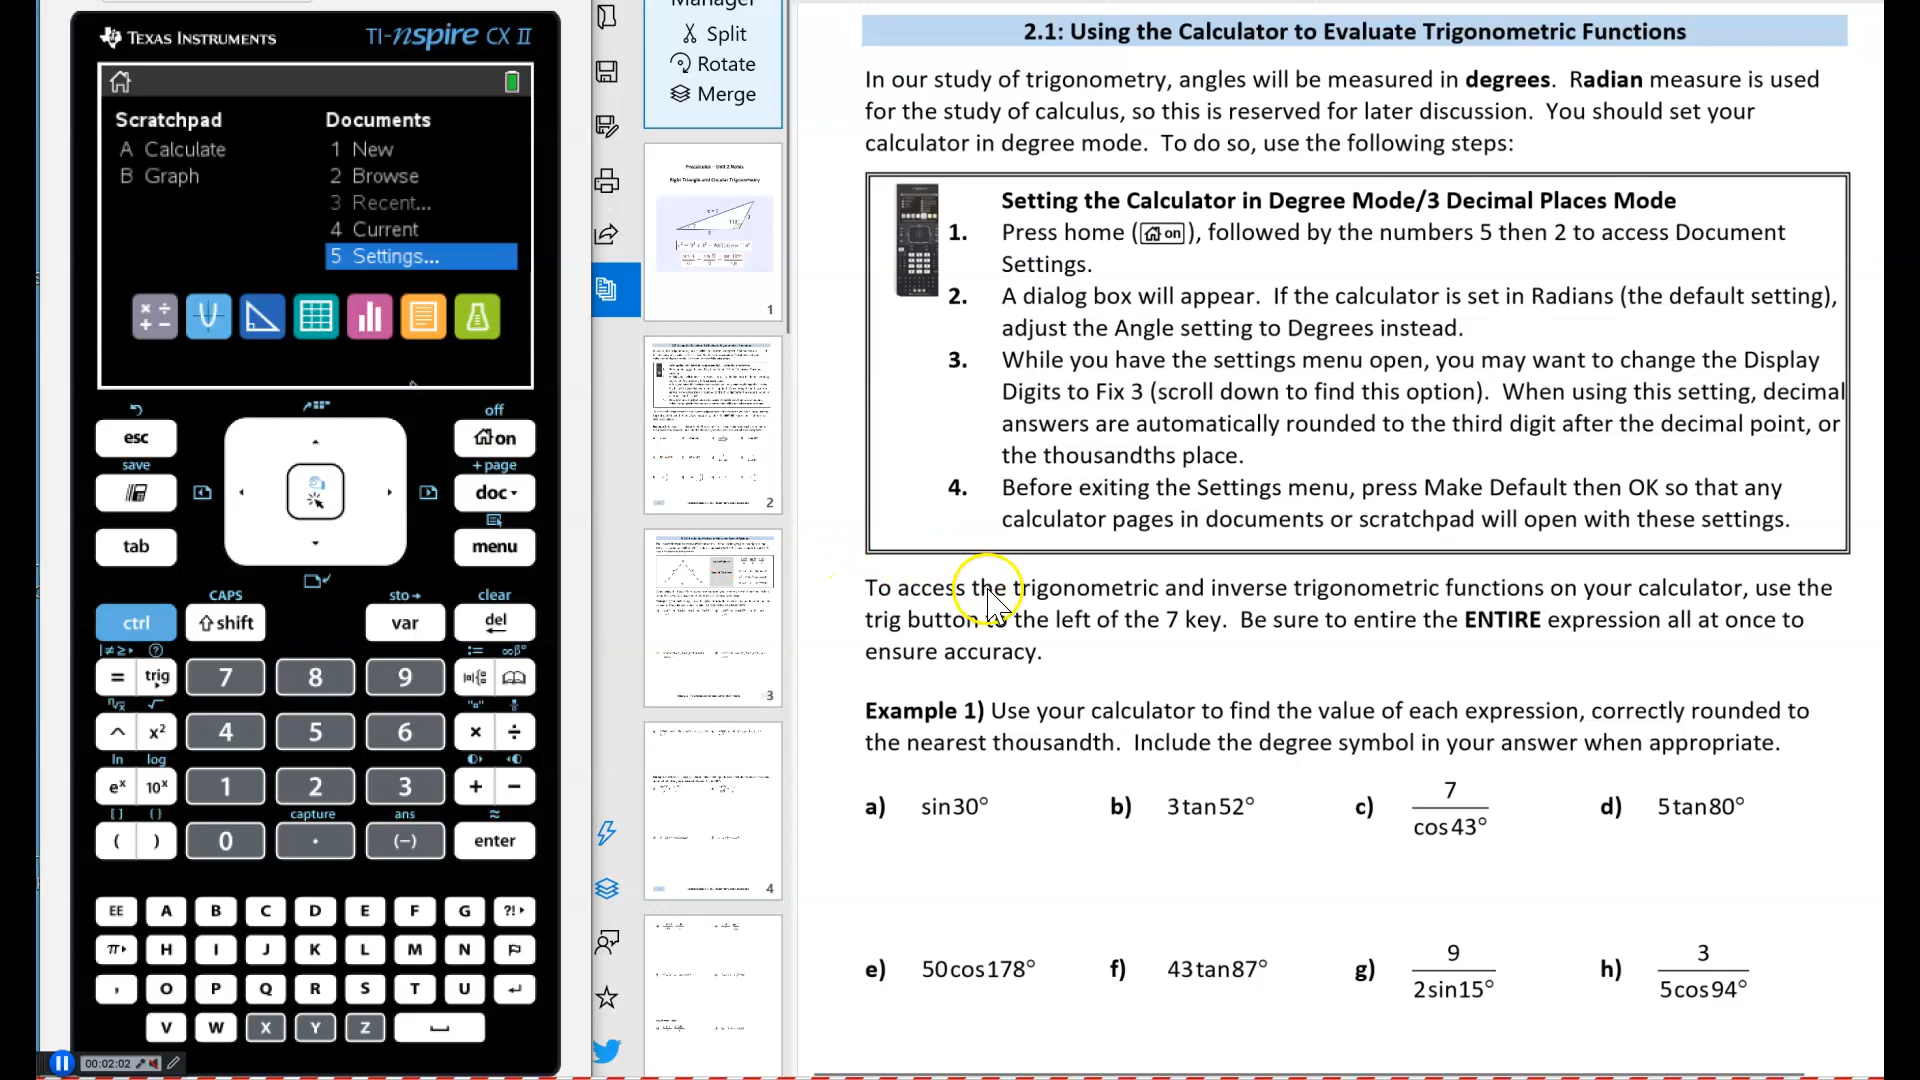 TEXAS INSTRUMENTS
TI-nspire CX II
Scratchpad
A Calculate
B Graph
Documents
1 New
2 Browse
3 Recent...
4 Current
5 Settings...
esc
save
tab
off
on
+ page
doc
menu
CAPS
ctrl
shift
sto→
var
clear
del
= trig 7 8 9
^ x² 4 5 6 × ÷
ln log
eˣ 10ˣ 1 2 3 + −
[ ] { } capture ans ≈
( ) 0 . (−) enter
EE A B C D E F G ?!
π H I J K L M N
, O P Q R S T U
V W X Y Z
00:02:02
Manager
Split
Rotate
Merge
Precalculus – Unit 2 Notes
Right Triangle and Circular Trigonometry
1
2
3
4
2.1: Using the Calculator to Evaluate Trigonometric Functions
In our study of trigonometry, angles will be measured in degrees. Radian measure is used
for the study of calculus, so this is reserved for later discussion. You should set your
calculator in degree mode. To do so, use the following steps:
Setting the Calculator in Degree Mode/3 Decimal Places Mode
1. Press home (on), followed by the numbers 5 then 2 to access Document
Settings.
2. A dialog box will appear. If the calculator is set in Radians (the default setting),
adjust the Angle setting to Degrees instead.
3. While you have the settings menu open, you may want to change the Display
Digits to Fix 3 (scroll down to find this option). When using this setting, decimal
answers are automatically rounded to the third digit after the decimal point, or
the thousandths place.
4. Before exiting the Settings menu, press Make Default then OK so that any
calculator pages in documents or scratchpad will open with these settings.
To access the trigonometric and inverse trigonometric functions on your calculator, use the
trig button to the left of the 7 key. Be sure to entire the ENTIRE expression all at once to
ensure accuracy.
Example 1) Use your calculator to find the value of each expression, correctly rounded to
the nearest thousandth. Include the degree symbol in your answer when appropriate.
a) sin30° b) 3tan52° c) 7/cos43° d) 5tan80°
e) 50cos178° f) 43tan87° g) 9/2sin15° h) 3/5cos94°